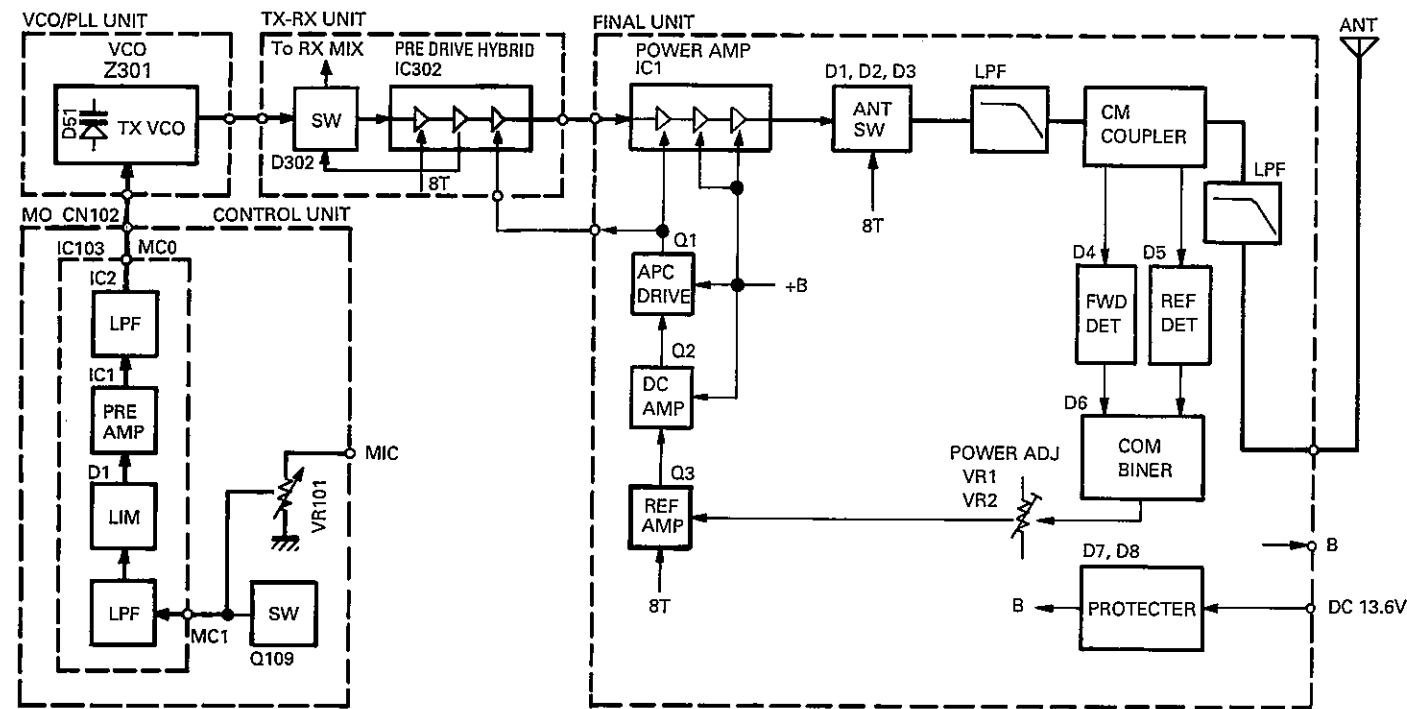 VCO/PLL UNIT
VCO
Z301
D51
TX VCO
TX-RX UNIT
To RX MIX
PRE DRIVE HYBRID
IC302
SW
D302
8T
FINAL UNIT
POWER AMP
IC1
D1, D2, D3
ANT
SW
8T
LPF
CM
COUPLER
LPF
ANT
MO CN102
CONTROL UNIT
IC103
MC0
IC2
LPF
IC1
PRE
AMP
D1
LIM
LPF
MC1
SW
Q109
VR101
MIC
Q1
APC
DRIVE
+B
Q2
DC
AMP
Q3
REF
AMP
8T
D4
FWD
DET
D5
REF
DET
D6
COM
BINER
POWER ADJ
VR1
VR2
B
D7, D8
PROTECTER
B
DC 13.6V